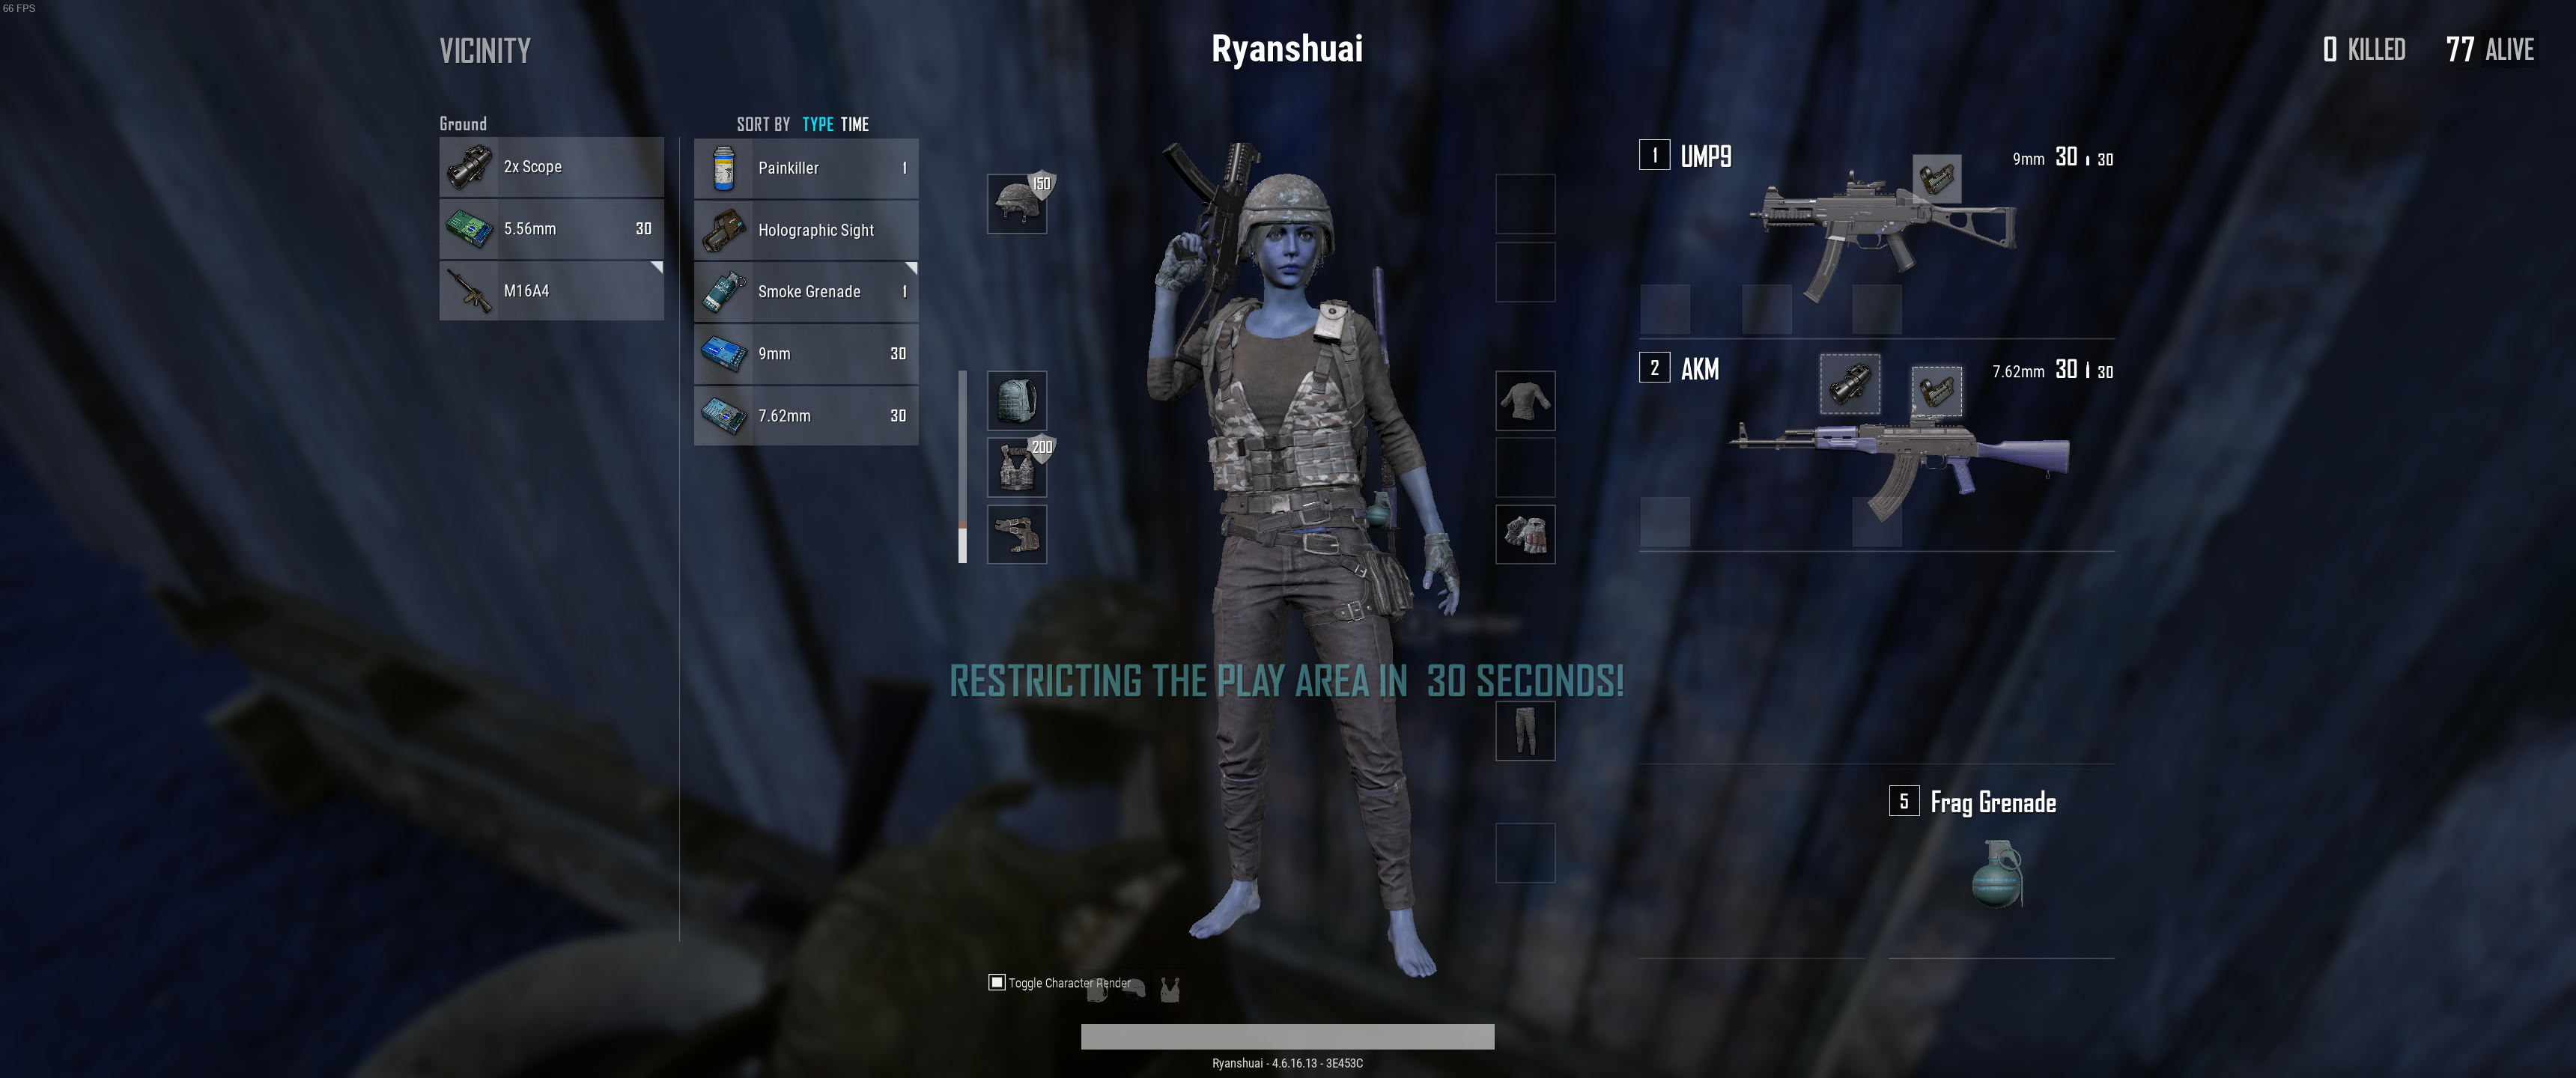 66 FPS
VICINITY
Ryanshuai
0 KILLED 77 ALIVE
Ground
SORT BY TYPE TIME
2x Scope
5.56mm 30
M16A4
Painkiller 1
Holographic Sight
Smoke Grenade 1
9mm 30
7.62mm 30
150
200
1 UMP9 9mm 30 30
2 AKM 7.62mm 30 30
RESTRICTING THE PLAY AREA IN 30 SECONDS!
5 Frag Grenade
Toggle Character Render
Ryanshuai - 4.6.16.13 - 3E453C